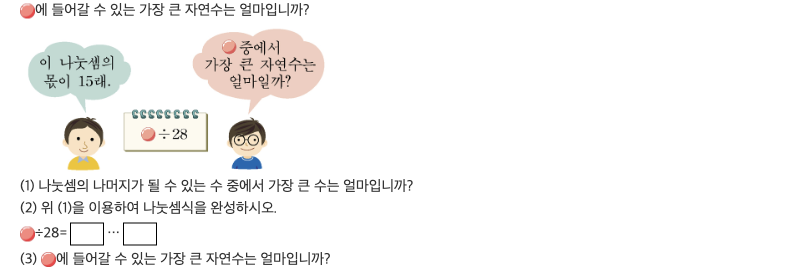 ●에 들어갈 수 있는 가장 큰 자연수는 얼마입니까?
이 나눗셈의
몫이 15래.
● 중에서
가장 큰 자연수는
얼마일까?
●÷28
(1) 나눗셈의 나머지가 될 수 있는 수 중에서 가장 큰 수는 얼마입니까?
(2) 위 (1)을 이용하여 나눗셈식을 완성하시오.
●÷28=□…□
(3) ●에 들어갈 수 있는 가장 큰 자연수는 얼마입니까?